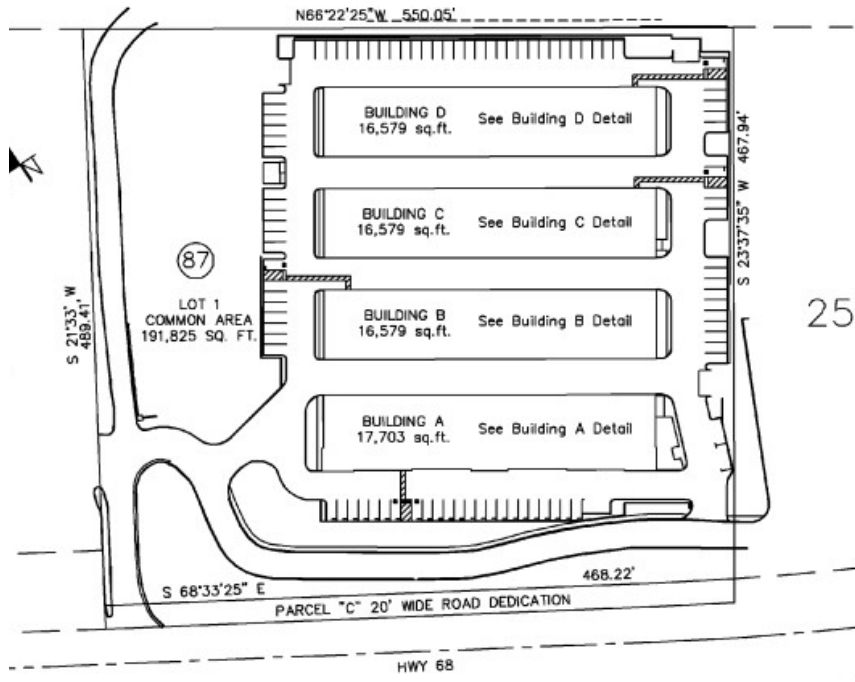 N66°22'25"W 550.05'
BUILDING D
16,579 sq.ft.
See Building D Detail
S 23°37'35" W 467.94'
BUILDING C
16,579 sq.ft.
See Building C Detail
87
LOT 1
COMMON AREA
191,825 SQ. FT.
S 21°33' W
489.41'
BUILDING B
16,579 sq.ft.
See Building B Detail
25
BUILDING A
17,703 sq.ft.
See Building A Detail
S 68°33'25" E
468.22'
PARCEL "C" 20' WIDE ROAD DEDICATION
HWY 68